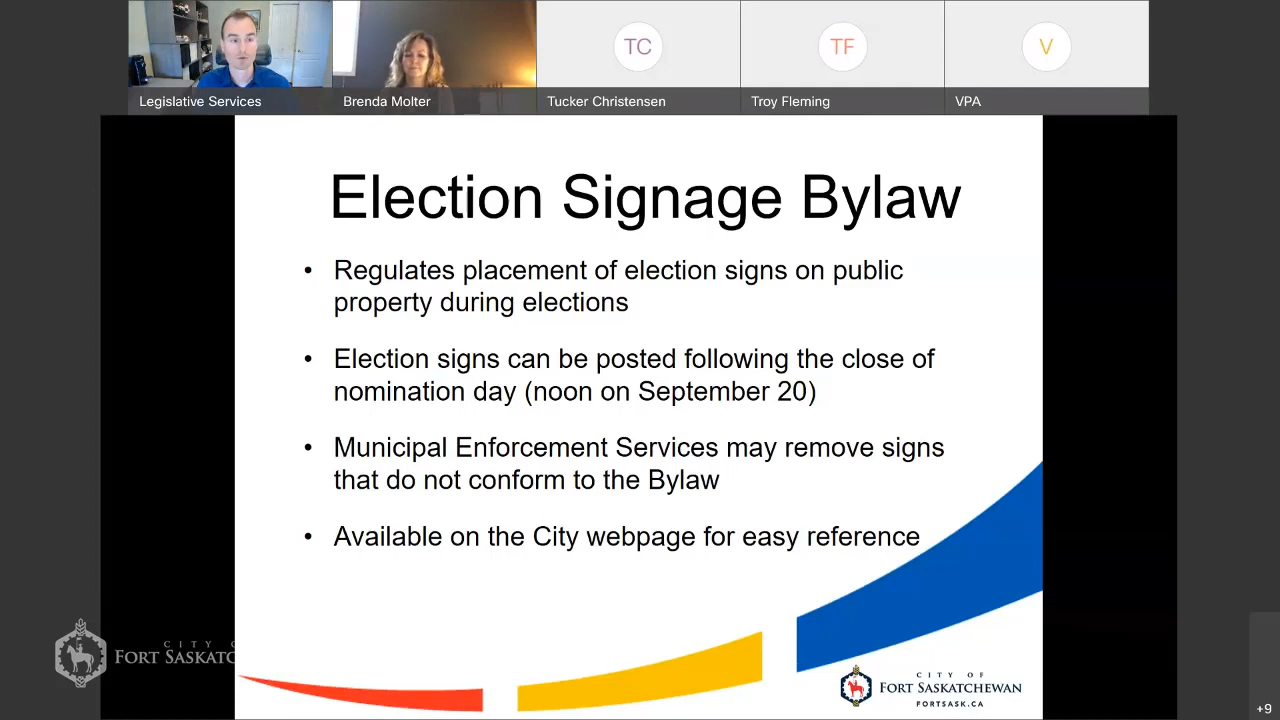 TC
TF
V
Legislative Services
Brenda Molter
Tucker Christensen
Troy Fleming
VPA
Election Signage Bylaw
• Regulates placement of election signs on public
property during elections
• Election signs can be posted following the close of
nomination day (noon on September 20)
• Municipal Enforcement Services may remove signs
that do not conform to the Bylaw
• Available on the City webpage for easy reference
CITY
FORT SASKATC
CITY OF
FORT SASKATCHEWAN
FORTSASK.CA
+9